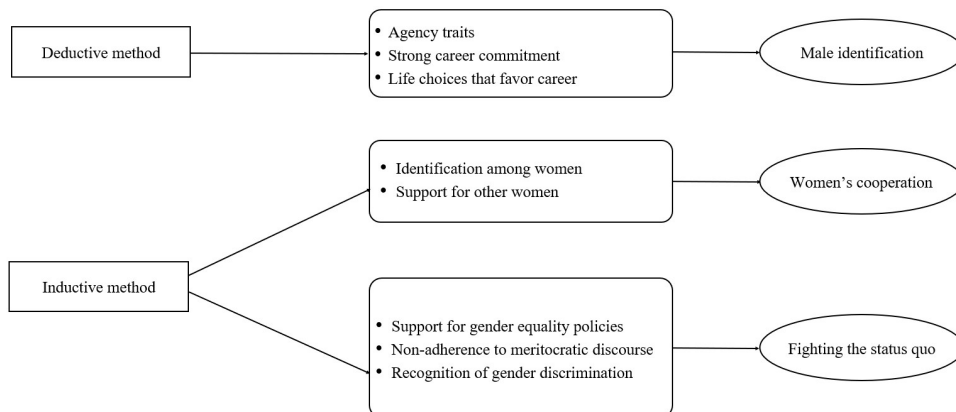 Deductive method
• Agency traits
• Strong career commitment
• Life choices that favor career
Male identification
Inductive method
• Identification among women
• Support for other women
Women’s cooperation
• Support for gender equality policies
• Non-adherence to meritocratic discourse
• Recognition of gender discrimination
Fighting the status quo